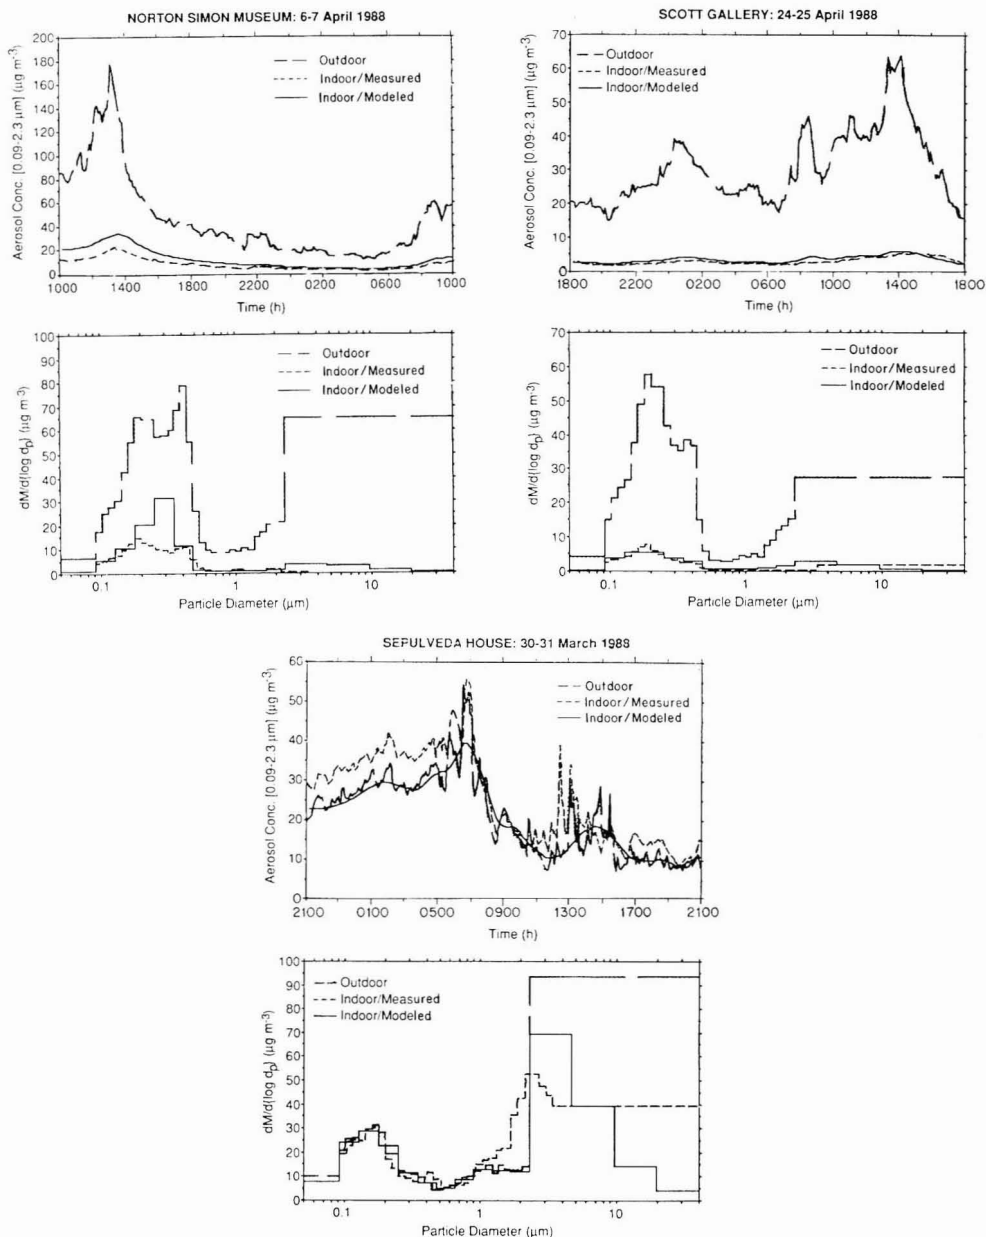 NORTON SIMON MUSEUM: 6-7 April 1988
Aerosol Conc. [0.09-2.3 μm] (μg m-3)
200
180
160
140
120
100
80
60
40
20
0
Outdoor
Indoor/Measured
Indoor/Modeled
1000 1400 1800 2200 0200 0600 1000
Time (h)
SCOTT GALLERY: 24-25 April 1988
Aerosol Conc. [0.09-2.3 μm] (μg m-3)
70
60
50
40
30
20
10
0
Outdoor
Indoor/Measured
Indoor/Modeled
1800 2200 0200 0600 1000 1400 1800
Time (h)
dM/d(log dp) (μg m-3)
100
90
80
70
60
50
40
30
20
10
0
Outdoor
Indoor/Measured
Indoor/Modeled
0.1 1 10
Particle Diameter (μm)
dM/d(log dp) (μg m-3)
70
60
50
40
30
20
10
0
Outdoor
Indoor/Measured
Indoor/Modeled
0.1 1 10
Particle Diameter (μm)
SEPULVEDA HOUSE: 30-31 March 1988
Aerosol Conc. [0.09-2.3 μm] (μg m-3)
60
50
40
30
20
10
0
Outdoor
Indoor/Measured
Indoor/Modeled
2100 0100 0500 0900 1300 1700 2100
Time (h)
dM/d(log dp) (μg m-3)
100
90
80
70
60
50
40
30
20
10
0
Outdoor
Indoor/Measured
Indoor/Modeled
0.1 1 10
Particle Diameter (μm)